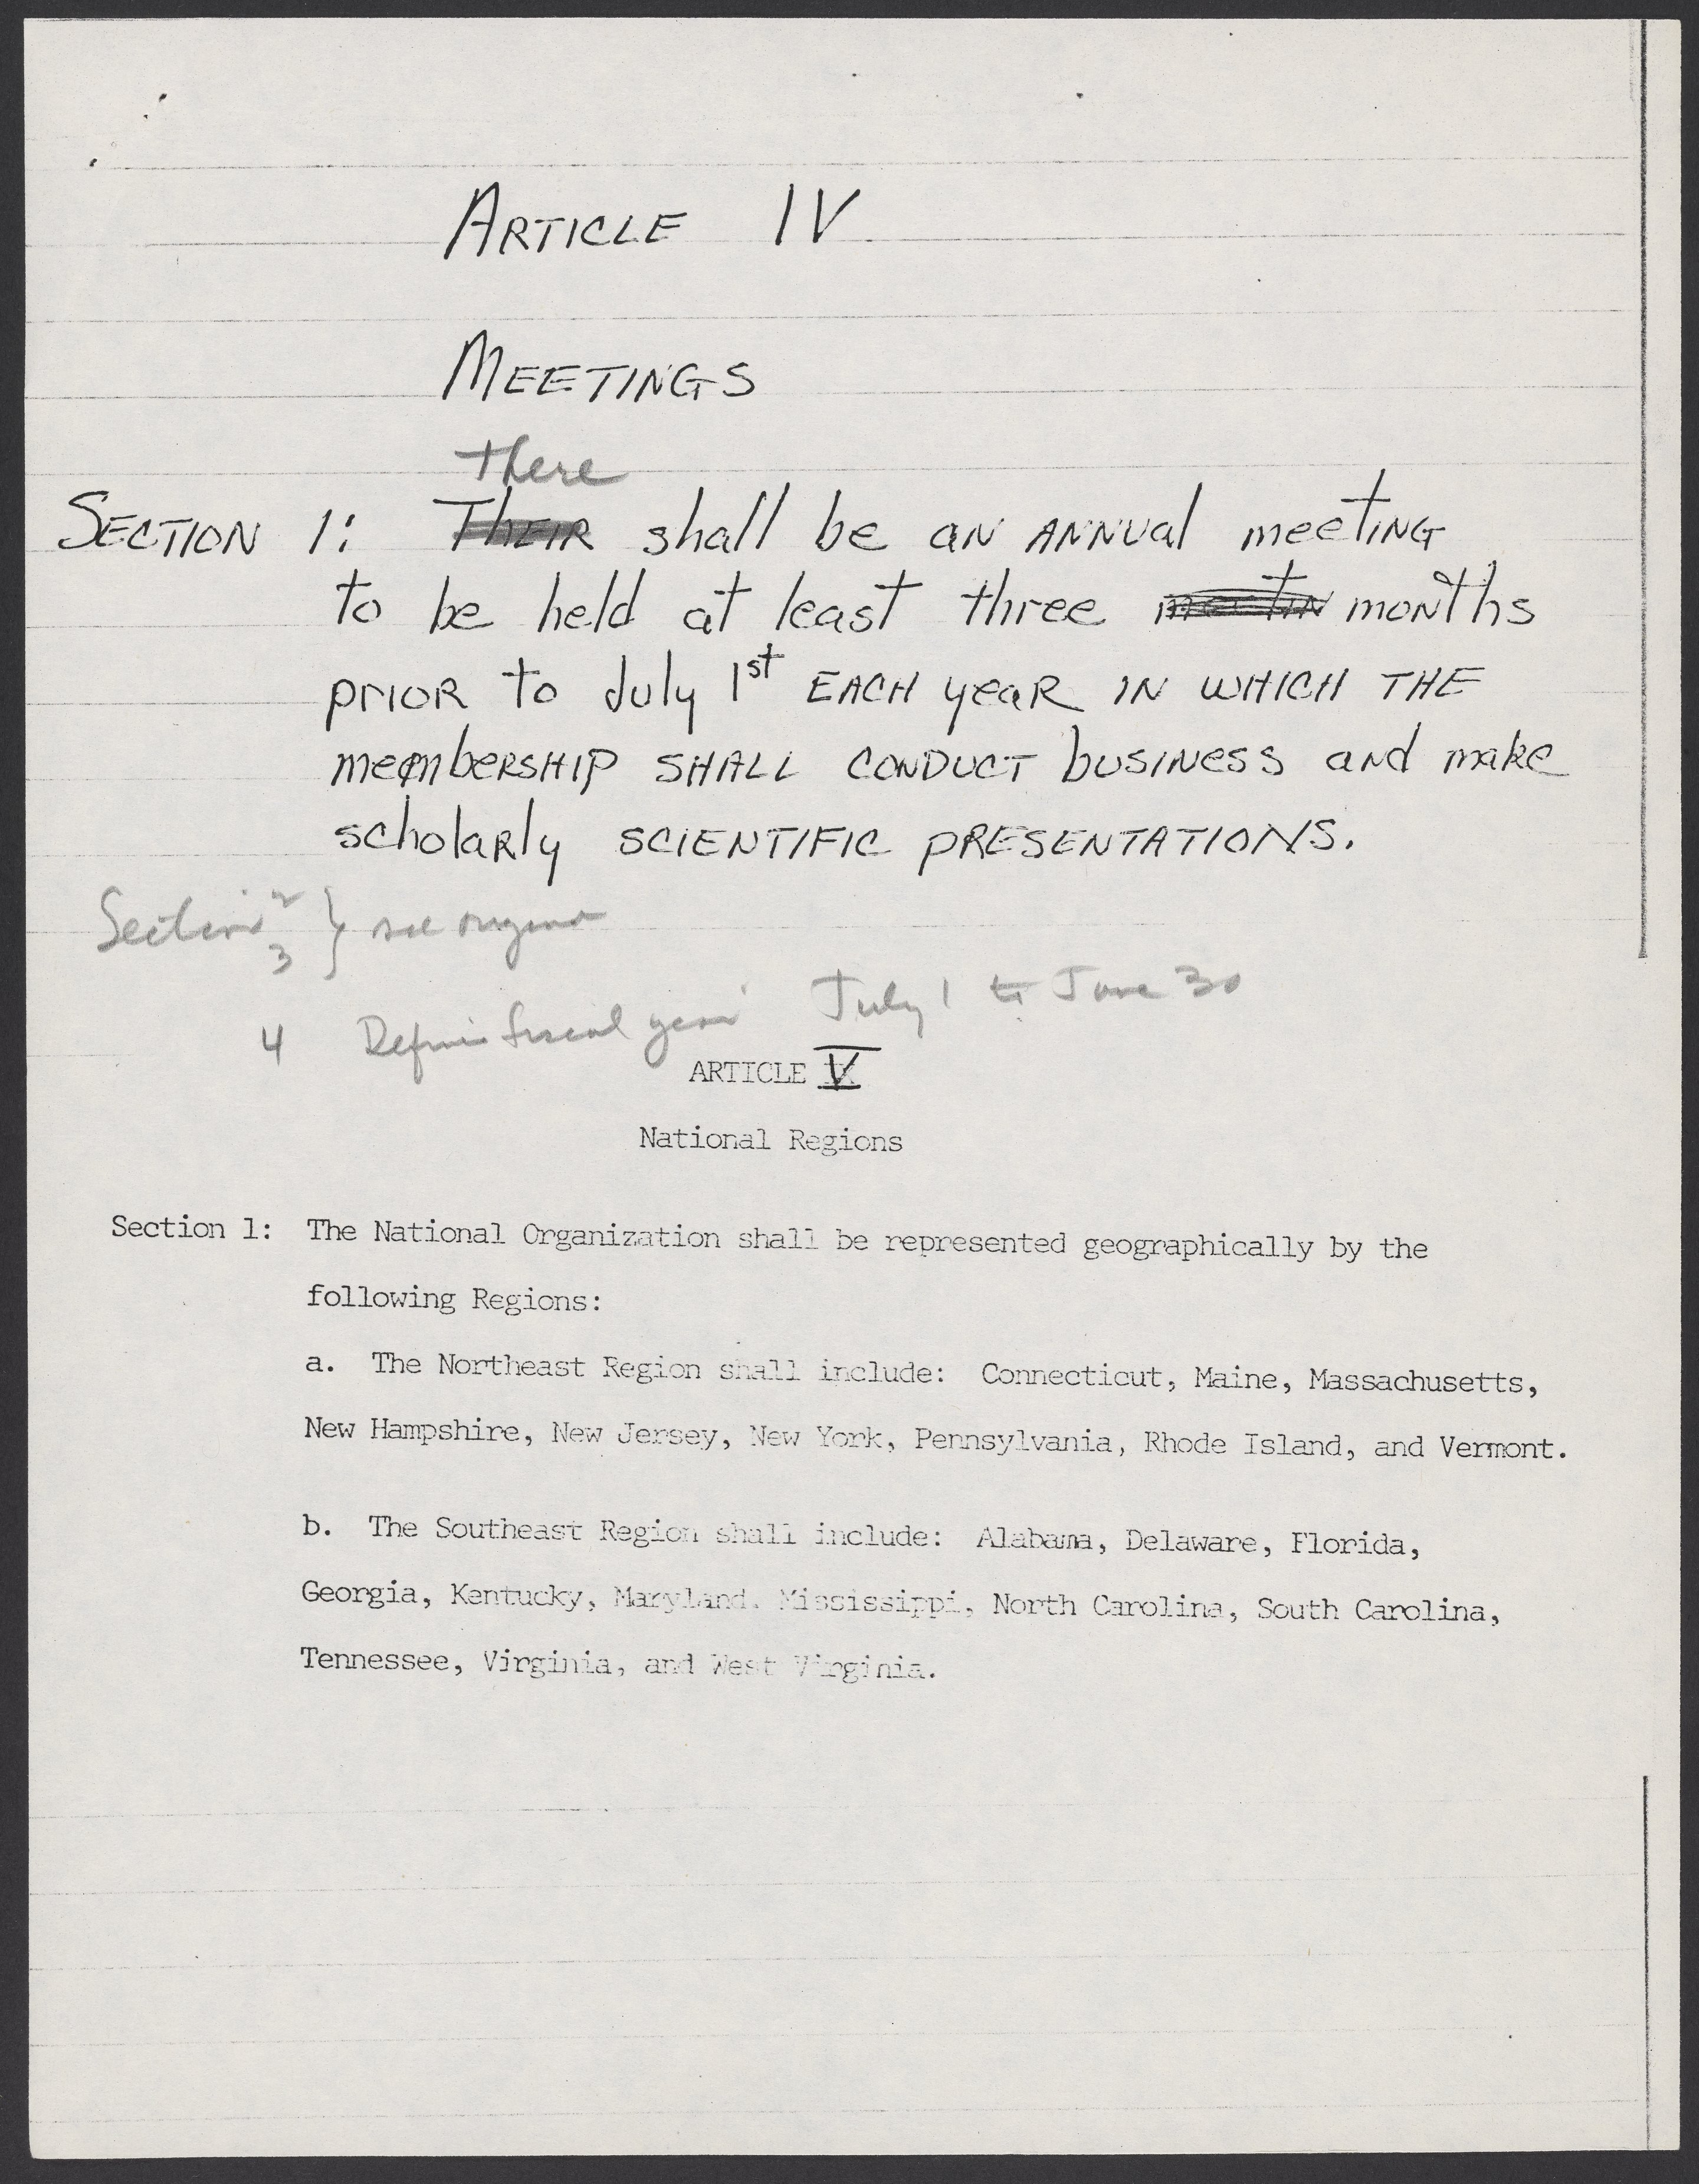 ARTICLE IV
MEETINGS
there
SECTION 1: THEIR shall be aN ANNUal meetING
to be held at least three meetIN moNths
prIOR to July 1st EACH yeaR IN WHICH THE
membeRSHIP SHALL CONDUCT busINESS aNd make
scholaRly SCIENTIFIC PRESENTATIONS.
Section 2
3 } see original
4 Define fiscal year July 1 to June 30
ARTICLE V
National Regions
Section 1: The National Organization shall be represented geographically by the
following Regions:
a. The Northeast Region shall include: Connecticut, Maine, Massachusetts,
New Hampshire, New Jersey, New York, Pennsylvania, Rhode Island, and Vermont.
b. The Southeast Region shall include: Alabama, Delaware, Florida,
Georgia, Kentucky, Maryland, Mississippi, North Carolina, South Carolina,
Tennessee, Virginia, and West Virginia.